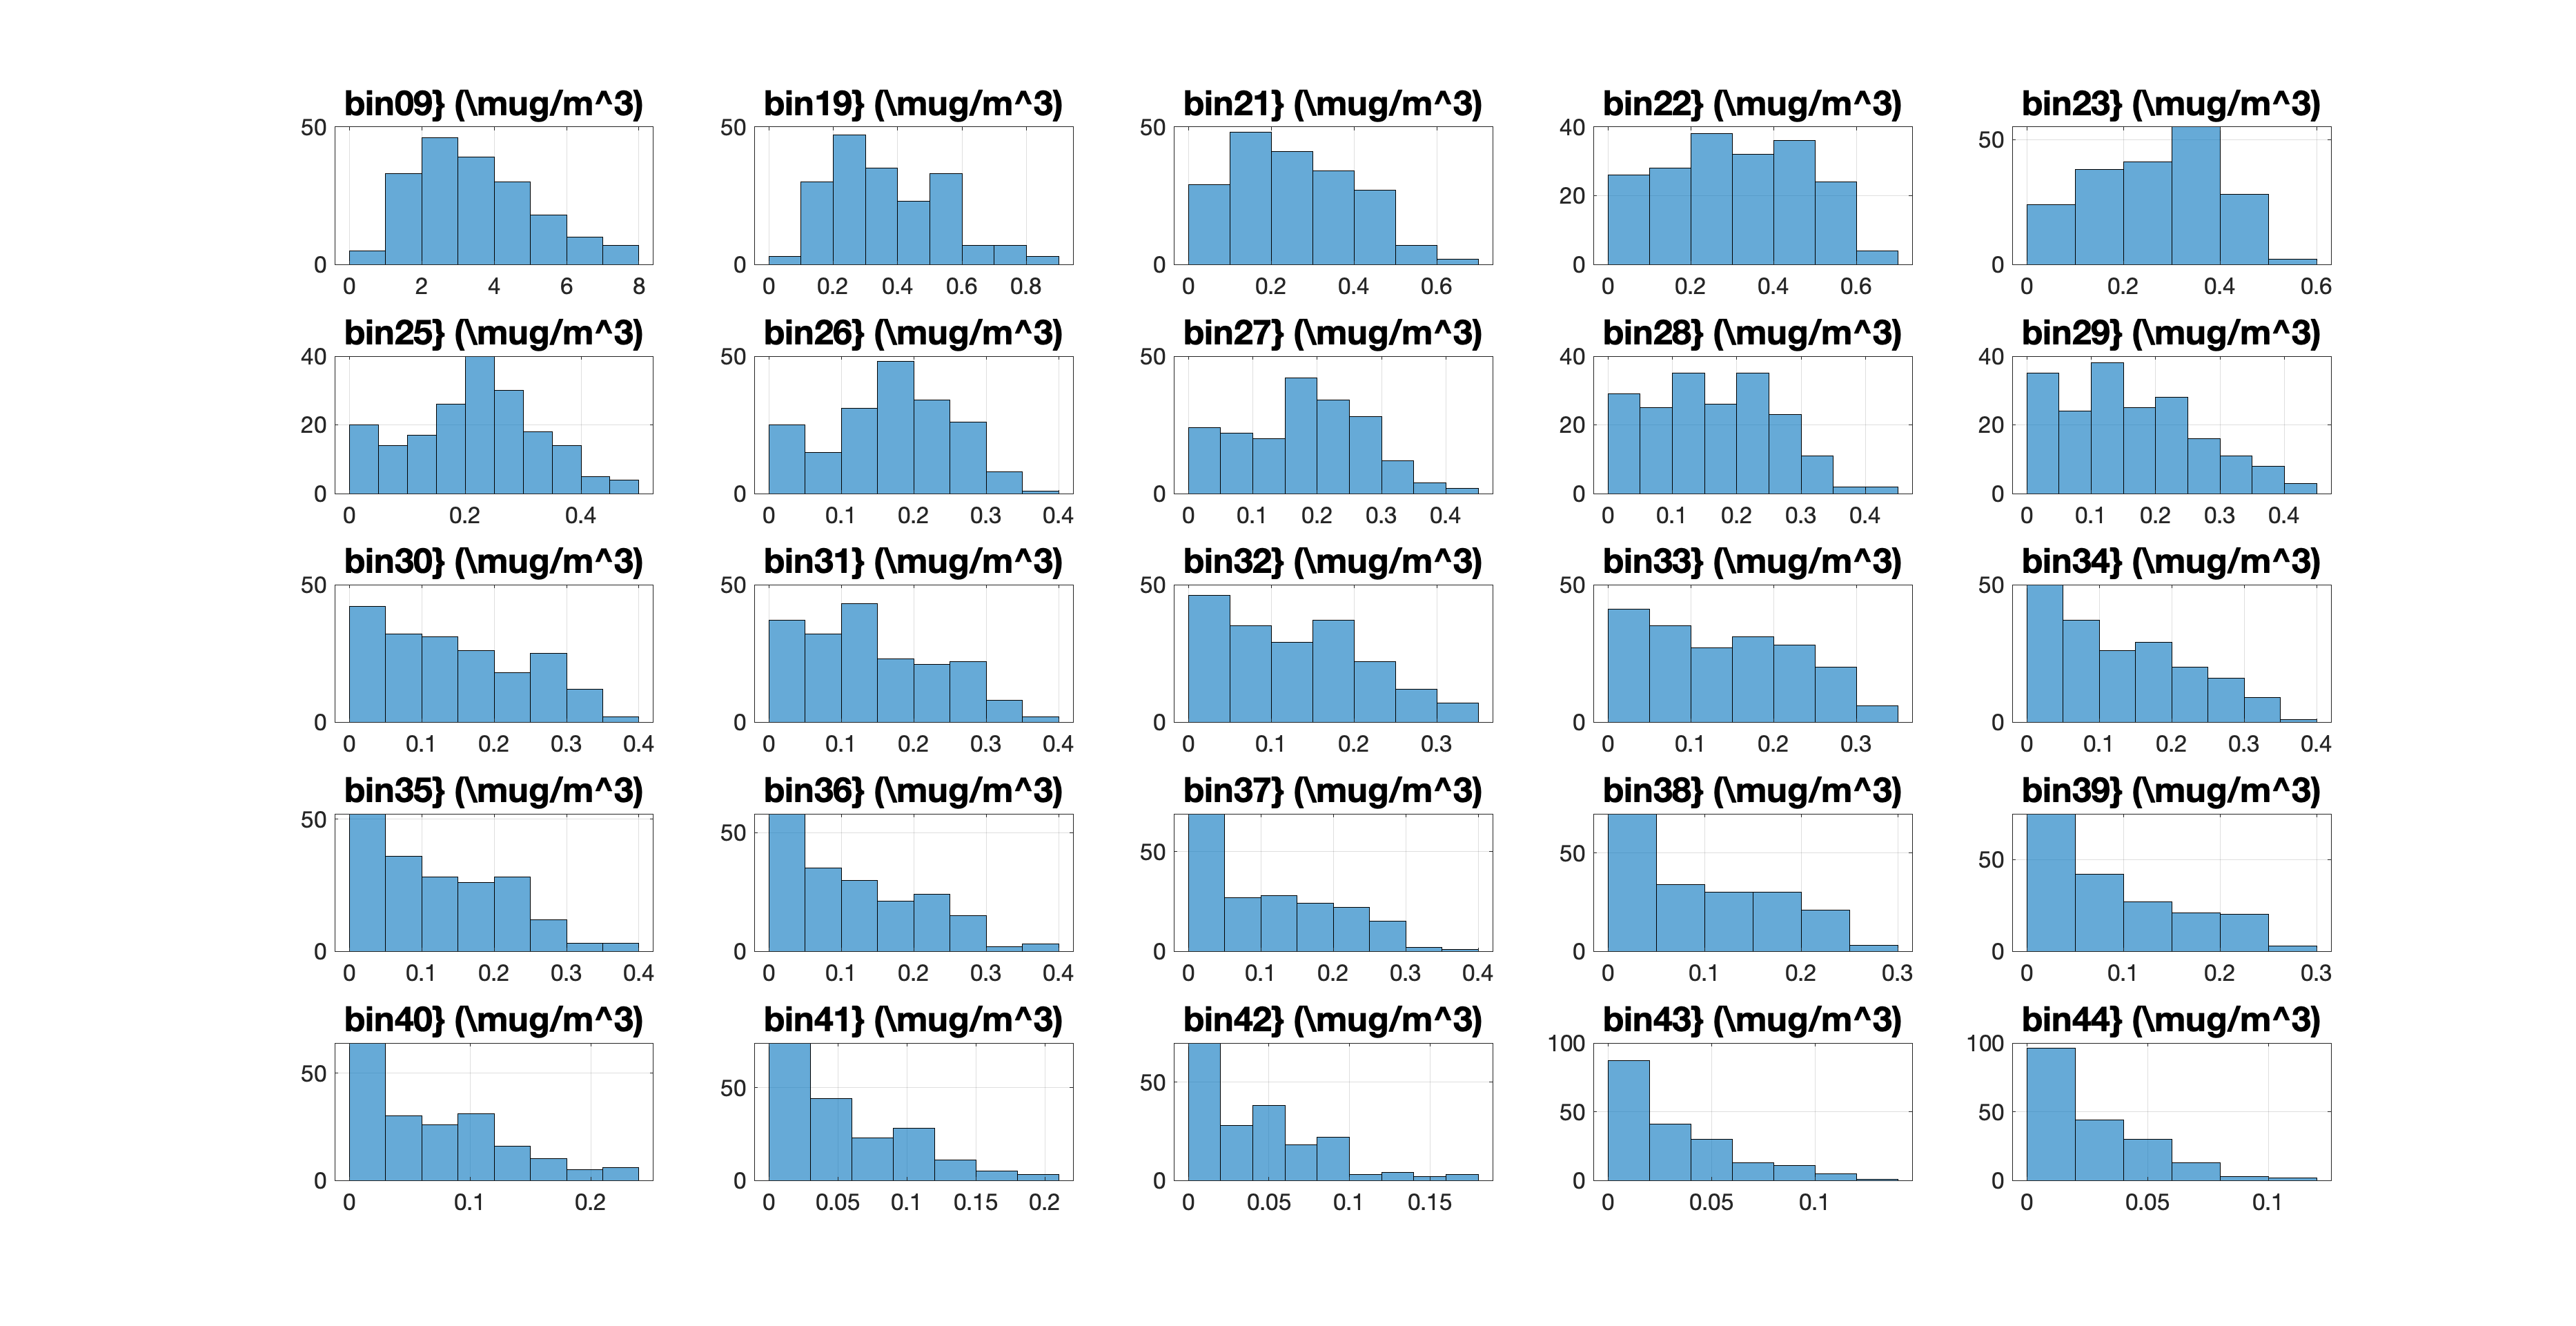 bin09} (\mug/m^3) bin19} (\mug/m^3) bin21} (\mug/m^3) bin22} (\mug/m^3) bin23} (\mug/m^3)
50 50 50 40 50
20
0 0 0 0 0
0 2 4 6 8 0 0.2 0.4 0.6 0.8 0 0.2 0.4 0.6 0 0.2 0.4 0.6 0 0.2 0.4 0.6
bin25} (\mug/m^3) bin26} (\mug/m^3) bin27} (\mug/m^3) bin28} (\mug/m^3) bin29} (\mug/m^3)
40 50 50 40 40
20 20 20
0 0 0 0 0
0 0.2 0.4 0 0.1 0.2 0.3 0.4 0 0.1 0.2 0.3 0.4 0 0.1 0.2 0.3 0.4 0 0.1 0.2 0.3 0.4
bin30} (\mug/m^3) bin31} (\mug/m^3) bin32} (\mug/m^3) bin33} (\mug/m^3) bin34} (\mug/m^3)
50 50 50 50 50
0 0 0 0 0
0 0.1 0.2 0.3 0.4 0 0.1 0.2 0.3 0.4 0 0.1 0.2 0.3 0 0.1 0.2 0.3 0 0.1 0.2 0.3 0.4
bin35} (\mug/m^3) bin36} (\mug/m^3) bin37} (\mug/m^3) bin38} (\mug/m^3) bin39} (\mug/m^3)
50 50 50 50 50
0 0 0 0 0
0 0.1 0.2 0.3 0.4 0 0.1 0.2 0.3 0.4 0 0.1 0.2 0.3 0.4 0 0.1 0.2 0.3 0 0.1 0.2 0.3
bin40} (\mug/m^3) bin41} (\mug/m^3) bin42} (\mug/m^3) bin43} (\mug/m^3) bin44} (\mug/m^3)
100 100
50 50 50 50 50
0 0 0 0 0
0 0.1 0.2 0 0.05 0.1 0.15 0.2 0 0.05 0.1 0.15 0 0.05 0.1 0 0.05 0.1